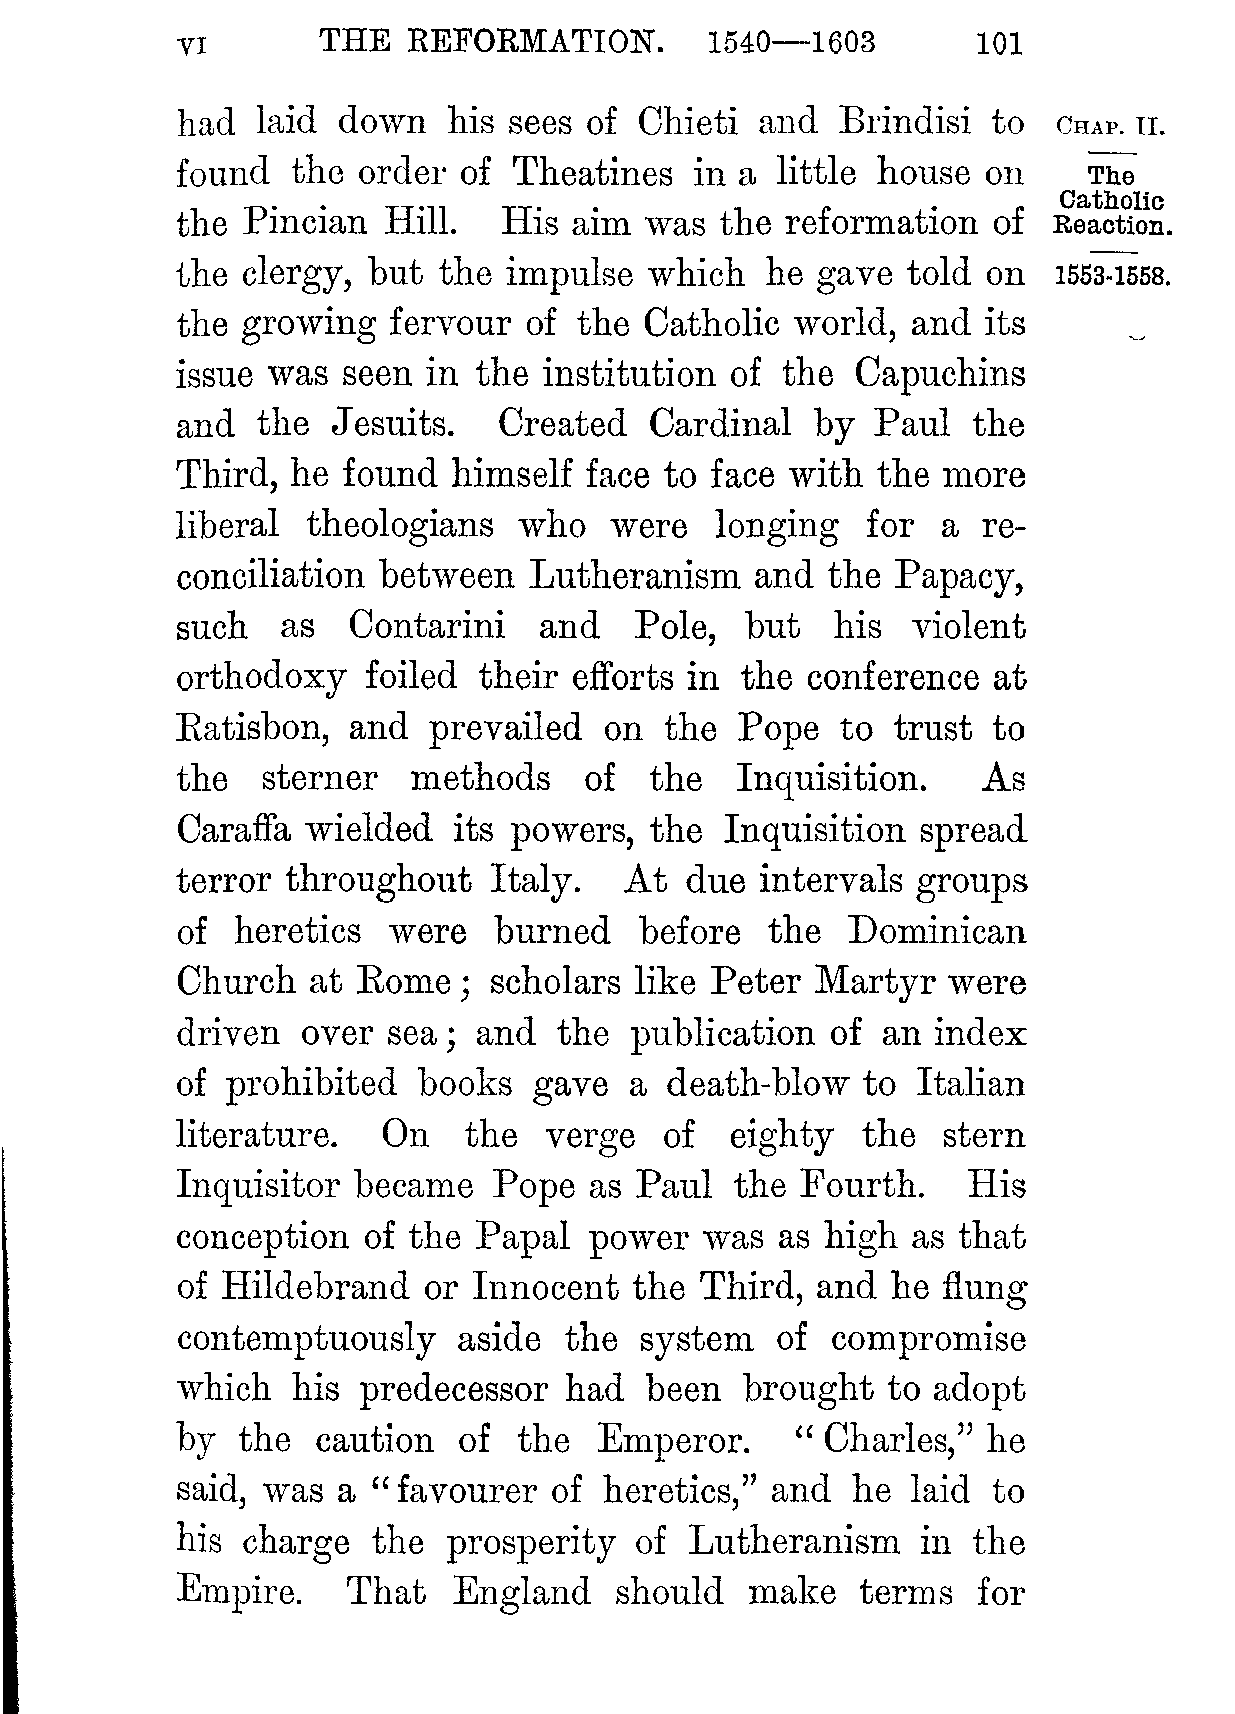 VI THE REFORMATION. 1540—1603 101
had laid down his sees of Chieti and Brindisi to
found the order of Theatines in a little house on
the Pincian Hill. His aim was the reformation of
the clergy, but the impulse which he gave told on
the growing fervour of the Catholic world, and its
issue was seen in the institution of the Capuchins
and the Jesuits. Created Cardinal by Paul the
Third, he found himself face to face with the more
liberal theologians who were longing for a re-
conciliation between Lutheranism and the Papacy,
such as Contarini and Pole, but his violent
orthodoxy foiled their efforts in the conference at
Ratisbon, and prevailed on the Pope to trust to
the sterner methods of the Inquisition. As
Caraffa wielded its powers, the Inquisition spread
terror throughout Italy. At due intervals groups
of heretics were burned before the Dominican
Church at Rome; scholars like Peter Martyr were
driven over sea; and the publication of an index
of prohibited books gave a death-blow to Italian
literature. On the verge of eighty the stern
Inquisitor became Pope as Paul the Fourth. His
conception of the Papal power was as high as that
of Hildebrand or Innocent the Third, and he flung
contemptuously aside the system of compromise
which his predecessor had been brought to adopt
by the caution of the Emperor. "Charles," he
said, was a "favourer of heretics," and he laid to
his charge the prosperity of Lutheranism in the
Empire. That England should make terms for
CHAP. II.
The
Catholic
Reaction.
1553-1558.